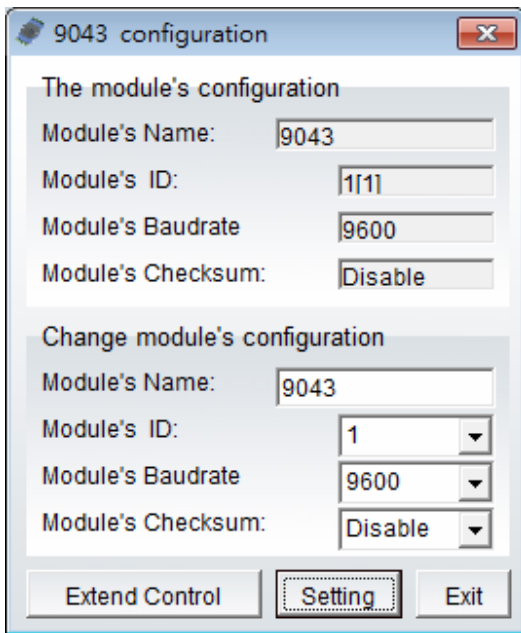 9043 configuration
The module's configuration
Module's Name: 9043
Module's ID: 1[1]
Module's Baudrate 9600
Module's Checksum: Disable
Change module's configuration
Module's Name: 9043
Module's ID: 1
Module's Baudrate 9600
Module's Checksum: Disable
Extend Control Setting Exit